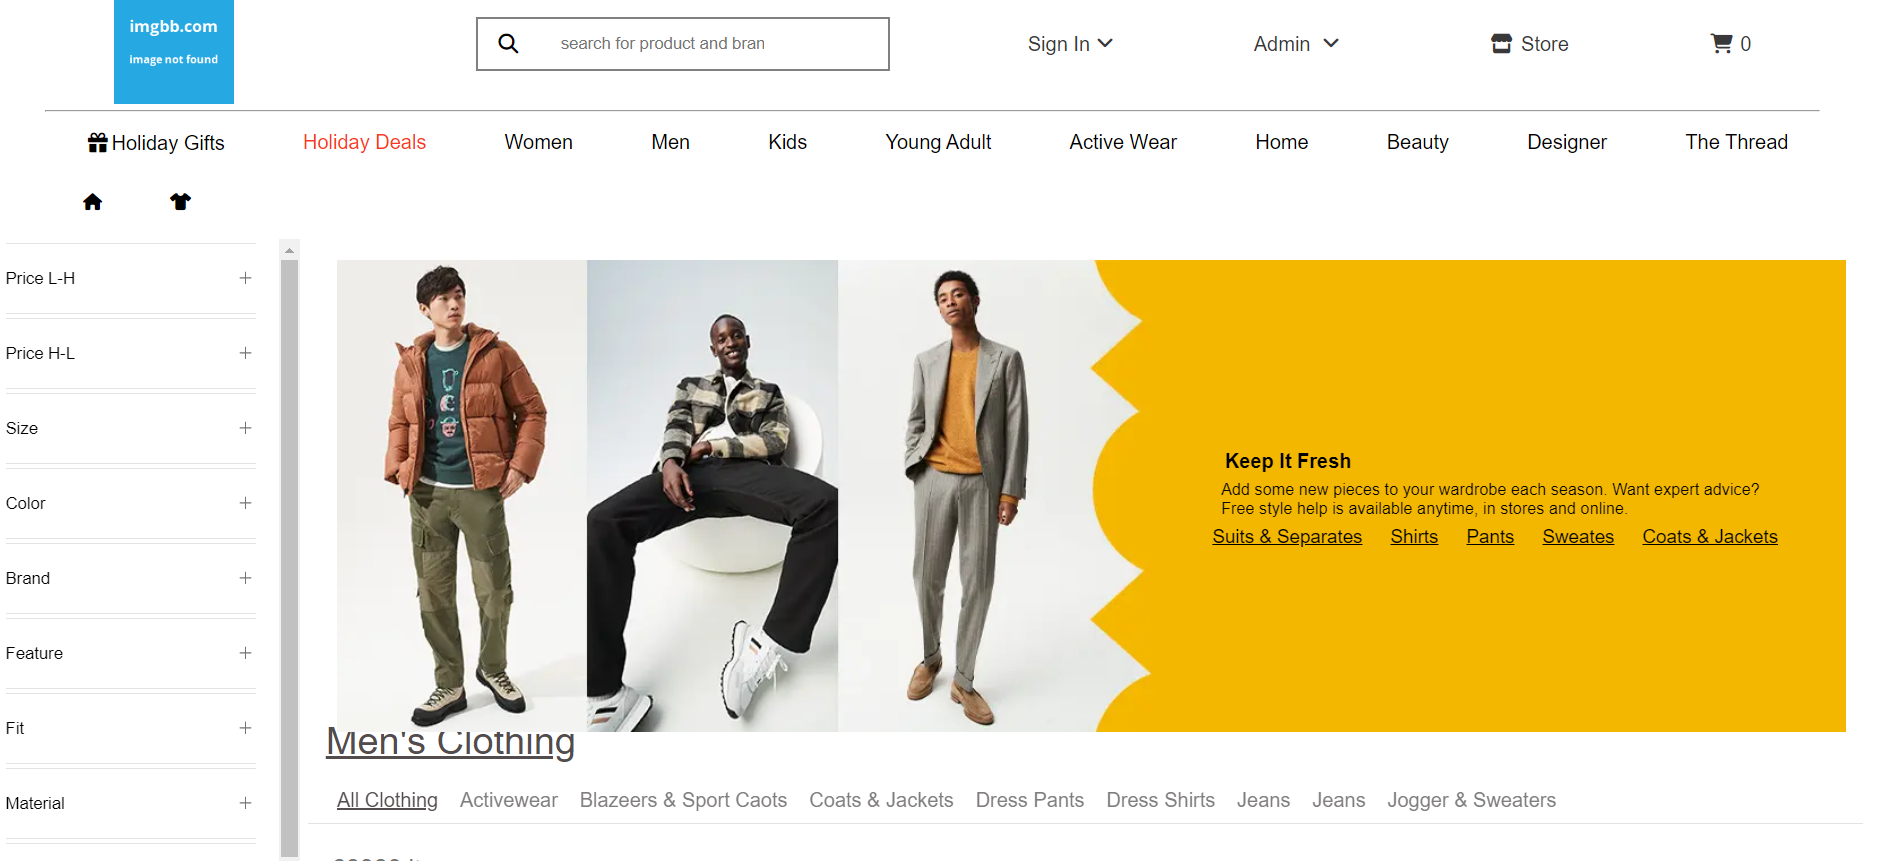 imgbb.com
image not found
search for product and bran
Sign In
Admin
Store
0
Holiday Gifts
Holiday Deals
Women
Men
Kids
Young Adult
Active Wear
Home
Beauty
Designer
The Thread
Price L-H
Price H-L
Size
Color
Brand
Feature
Fit
Material
Keep It Fresh
Add some new pieces to your wardrobe each season. Want expert advice?
Free style help is available anytime, in stores and online.
Suits & Separates
Shirts
Pants
Sweates
Coats & Jackets
Men's Clothing
All Clothing
Activewear
Blazeers & Sport Caots
Coats & Jackets
Dress Pants
Dress Shirts
Jeans
Jeans
Jogger & Sweaters